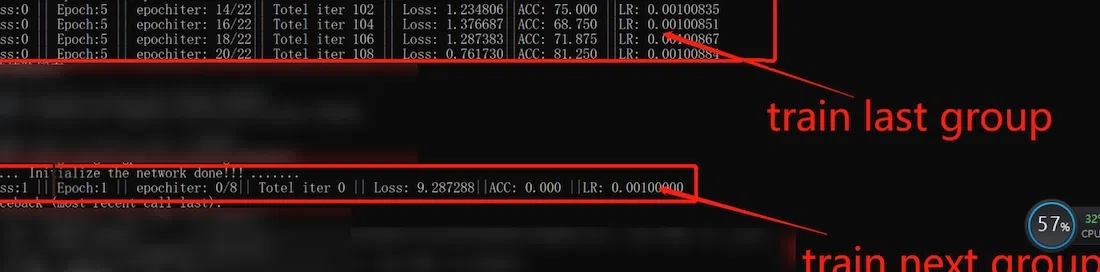 ss:0 || Epoch:5 || epochiter: 14/22|| Totel iter 102 || Loss: 1.234806||ACC: 75.000 ||LR: 0.00100835
ss:0 || Epoch:5 || epochiter: 16/22|| Totel iter 104 || Loss: 1.376687||ACC: 68.750 ||LR: 0.00100851
ss:0 || Epoch:5 || epochiter: 18/22|| Totel iter 106 || Loss: 1.287383||ACC: 71.875 ||LR: 0.00100867
ss:0 || Epoch:5 || epochiter: 20/22|| Totel iter 108 || Loss: 0.761730||ACC: 81.250 ||LR: 0.00100884
train last group
... Initialize the network done!!! .......
ss:1 || Epoch:1 || epochiter: 0/8|| Totel iter 0 || Loss: 9.287288||ACC: 0.000 ||LR: 0.00100000
ceback (most recent call last):
57%
32°
CPU
train next group